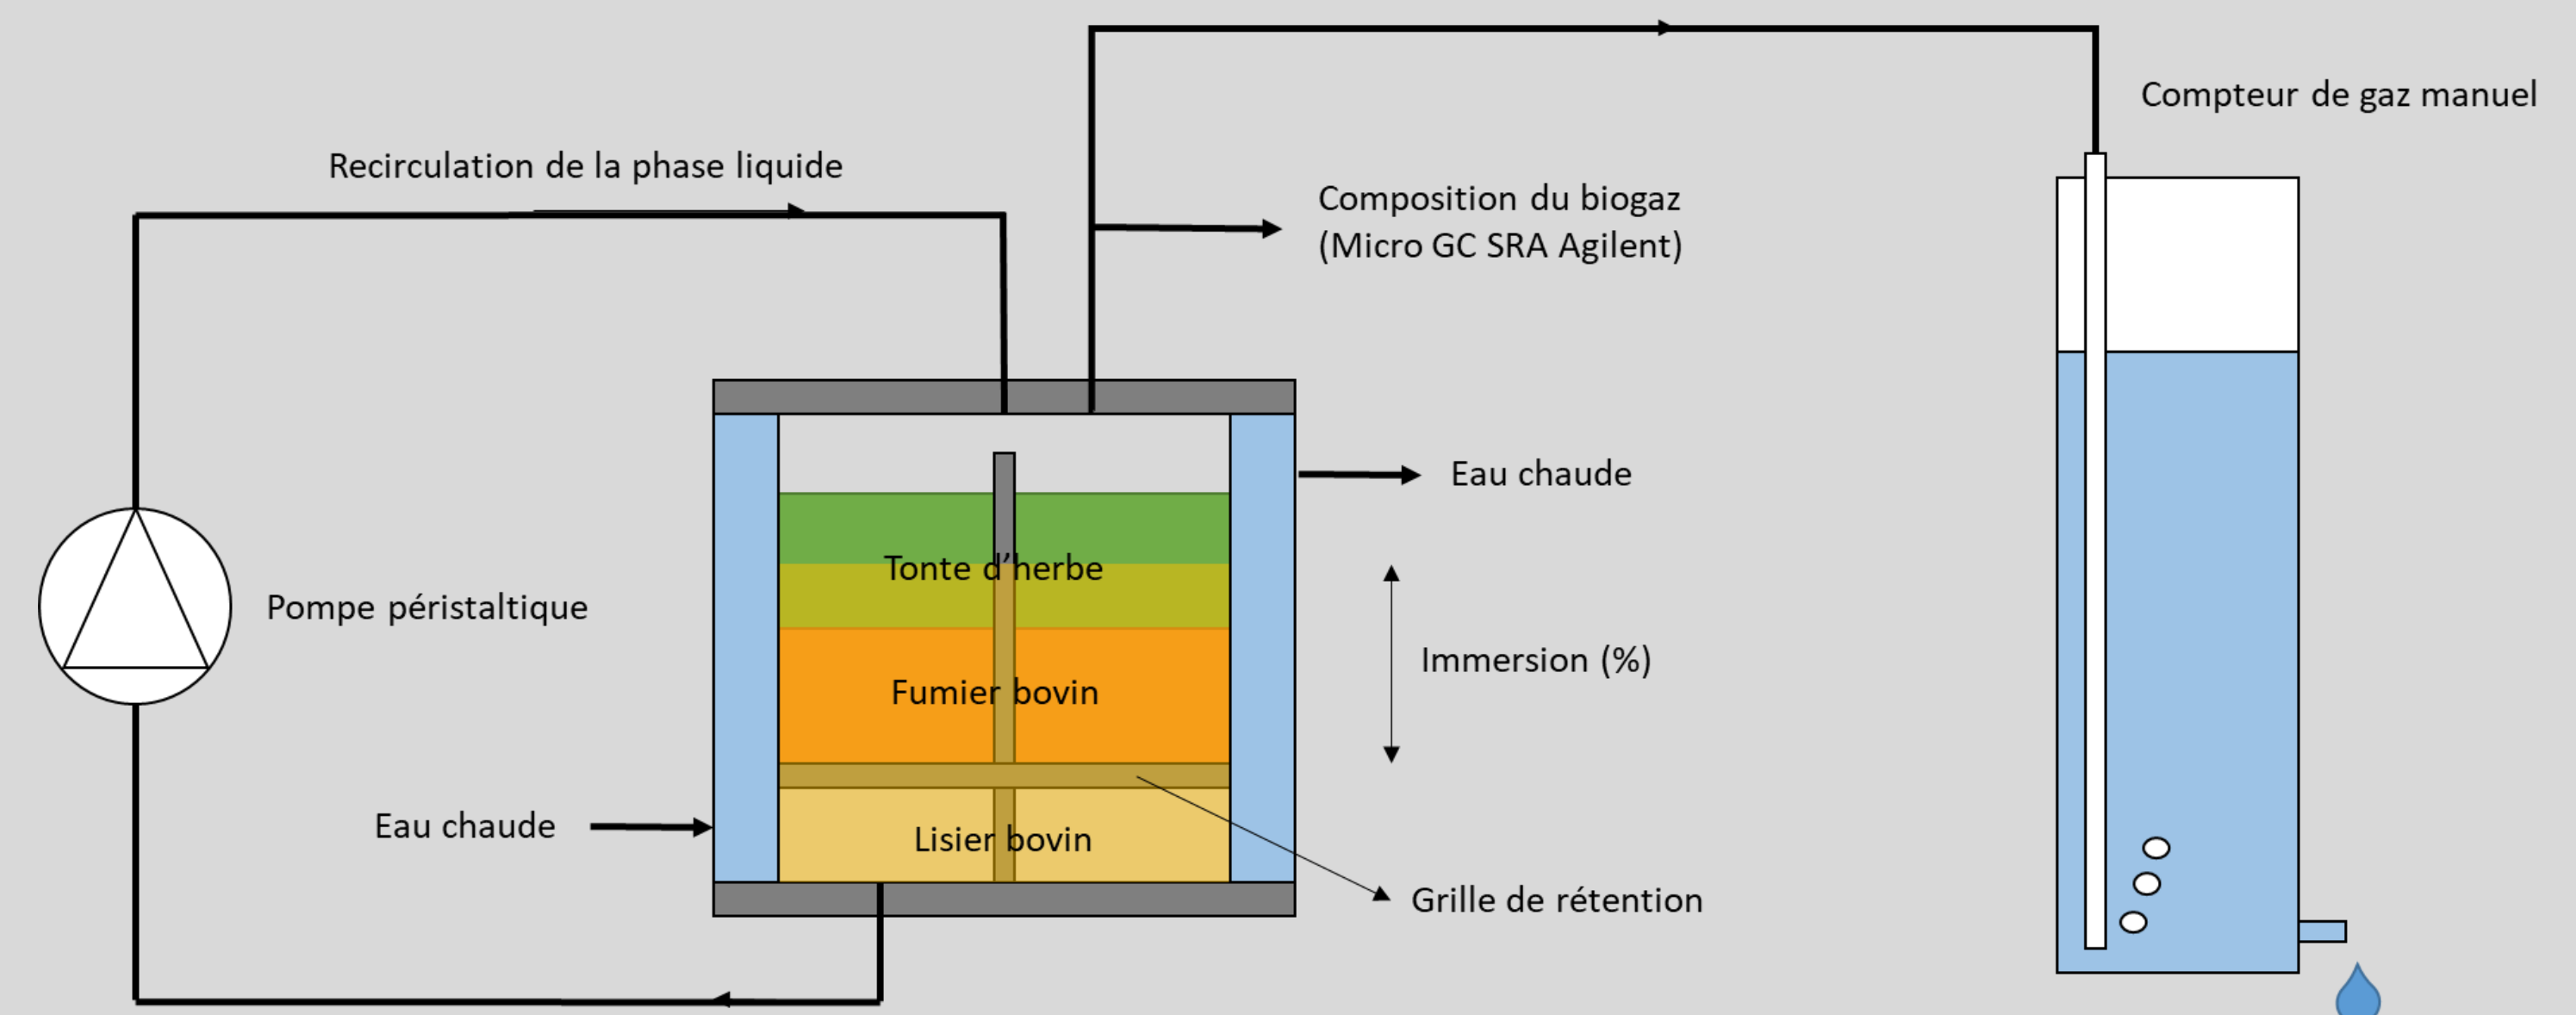 Compteur de gaz manuel
Recirculation de la phase liquide
Composition du biogaz
(Micro GC SRA Agilent)
Eau chaude
Tonte d'herbe
Pompe péristaltique
Immersion (%)
Fumier bovin
Eau chaude
Lisier bovin
Grille de rétention